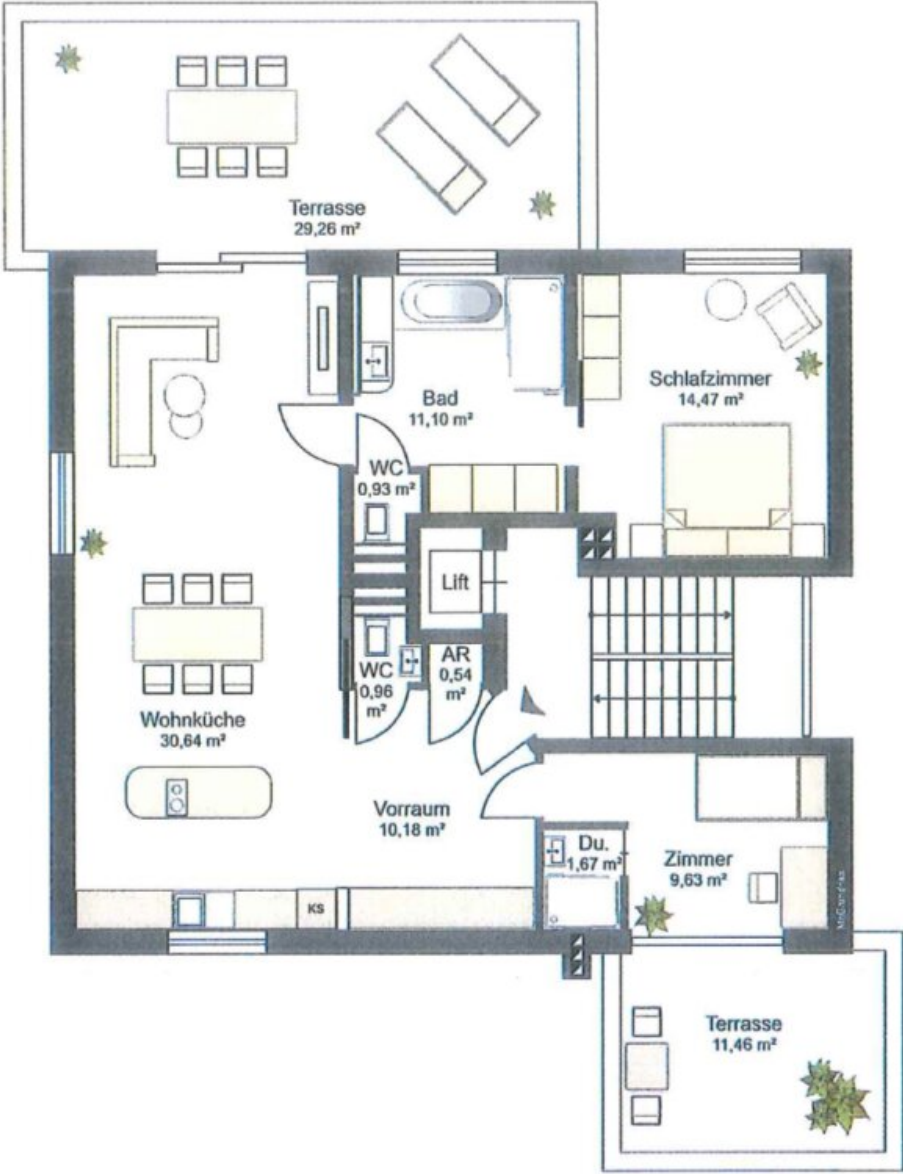 Terrasse
29,26 m²
Schlafzimmer
14,47 m²
Bad
11,10 m²
WC
0,93 m²
Lift
WC
0,96
m²
AR
0,54
m²
Wohnküche
30,64 m²
Vorraum
10,18 m²
Du.
1,67 m²
Zimmer
9,63 m²
KS
Terrasse
11,46 m²